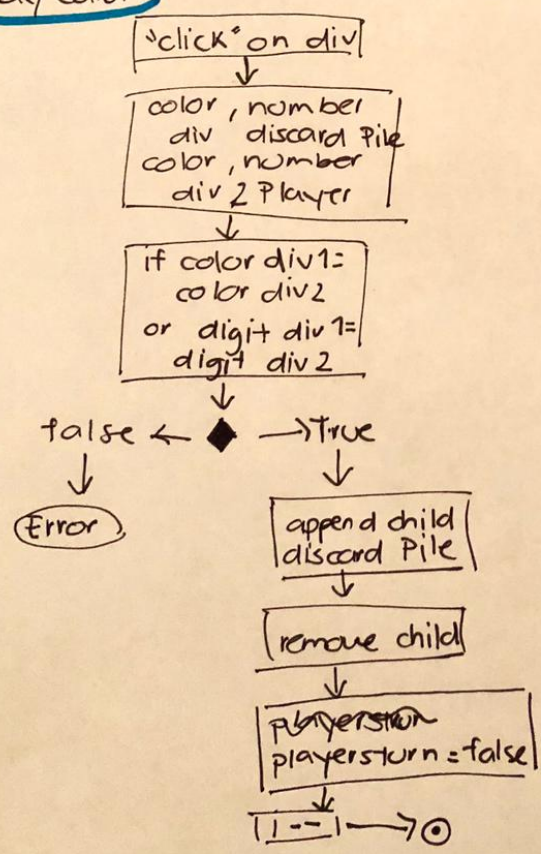 color
"click" on div
color, number
div discard Pile
color, number
div 2 Player
if color div1=
color div2
or digit div1=
digit div2
false
True
Error
append child
discard Pile
remove child
playersturn = false